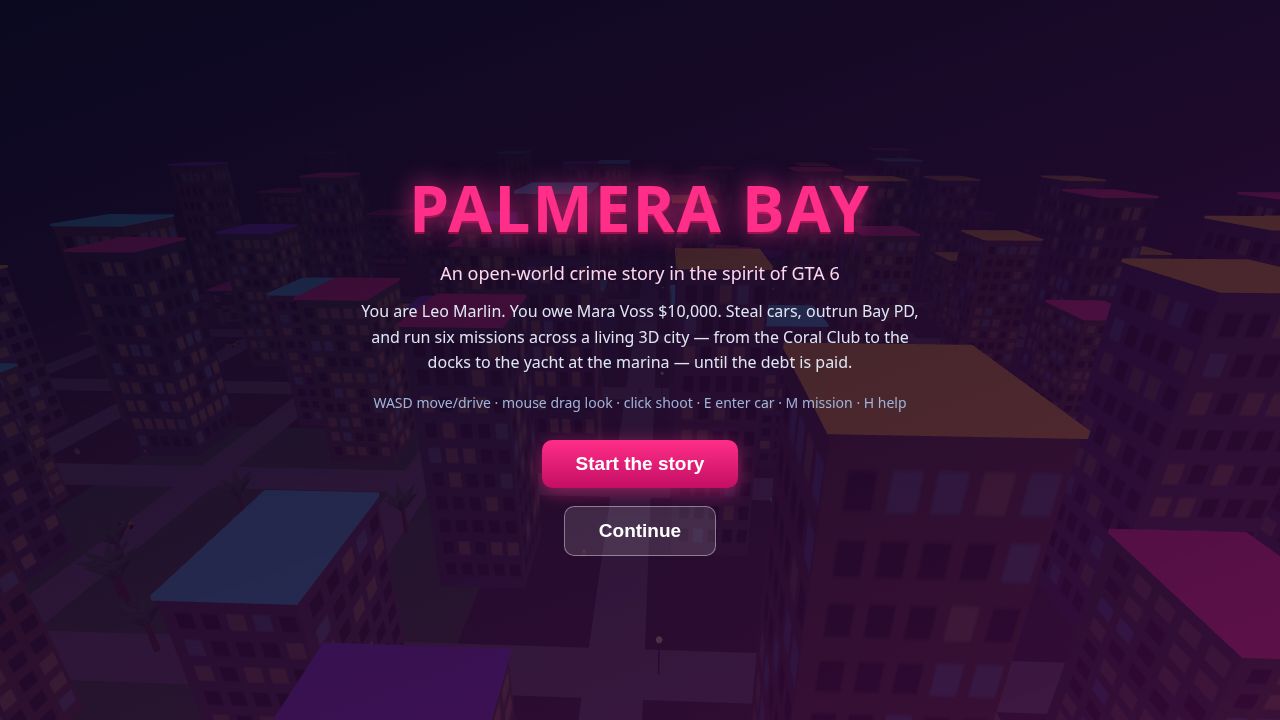 PALMERA BAY
An open-world crime story in the spirit of GTA 6
You are Leo Marlin. You owe Mara Voss $10,000. Steal cars, outrun Bay PD,
and run six missions across a living 3D city — from the Coral Club to the
docks to the yacht at the marina — until the debt is paid.
WASD move/drive · mouse drag look · click shoot · E enter car · M mission · H help
Start the story
Continue